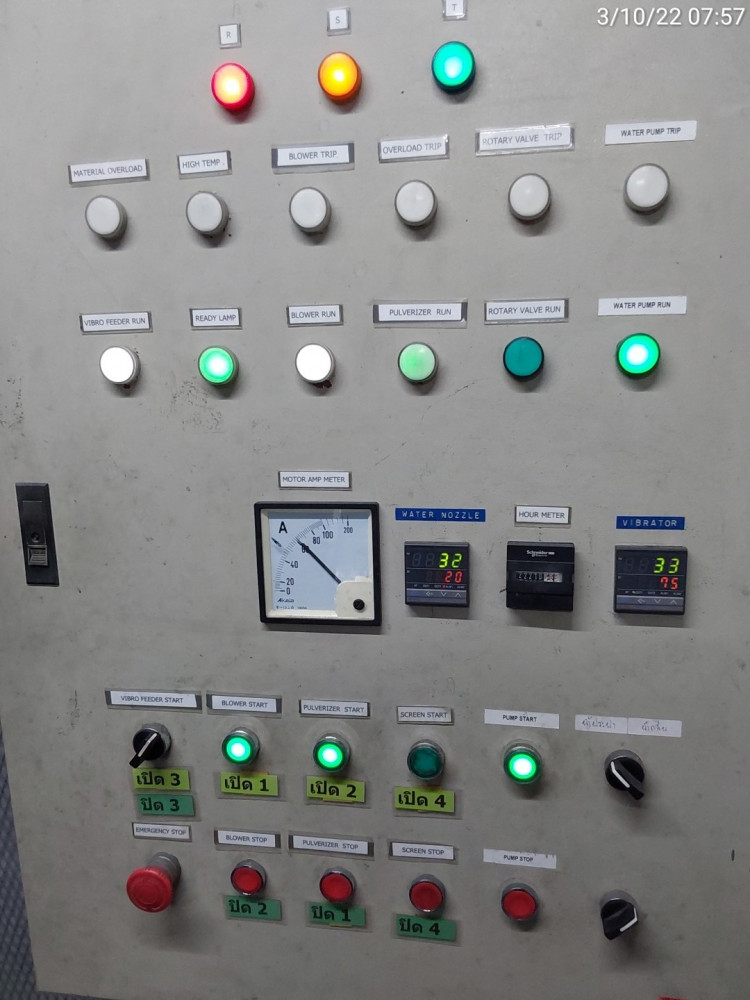 3/10/22 07:57
R
S
T
MATERIAL OVERLOAD
HIGH TEMP.
BLOWER TRIP
OVERLOAD TRIP
ROTARY VALVE TRIP
WATER PUMP TRIP
VIBRO FEEDER RUN
READY LAMP
BLOWER RUN
PULVERIZER RUN
ROTARY VALVE RUN
WATER PUMP RUN
MOTOR AMP METER
A
0
20
40
60
80
100
200
WATER NOZZLE
32
20
HOUR METER
Schneider
VIBRATOR
33
75
VIBRO FEEDER START
BLOWER START
PULVERIZER START
SCREEN START
PUMP START
เปิด 3
เปิด 1
เปิด 2
เปิด 4
ปิด 3
EMERGENCY STOP
BLOWER STOP
PULVERIZER STOP
SCREEN STOP
PUMP STOP
ปิด 2
ปิด 1
ปิด 4